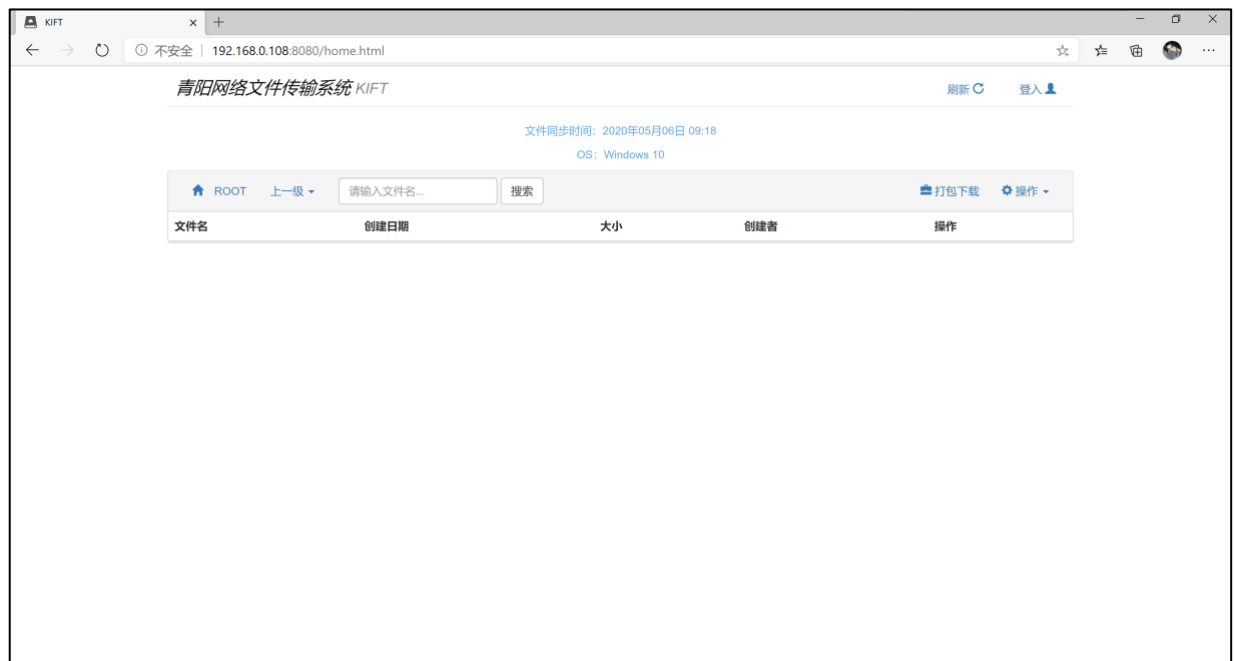 KIFT
不安全 192.168.0.108:8080/home.html
青阳网络文件传输系统 KIFT 刷新 登入
文件同步时间：2020年05月06日 09:18
OS：Windows 10
ROOT 上一级 请输入文件名... 搜索 打包下载 操作
文件名 创建日期 大小 创建者 操作